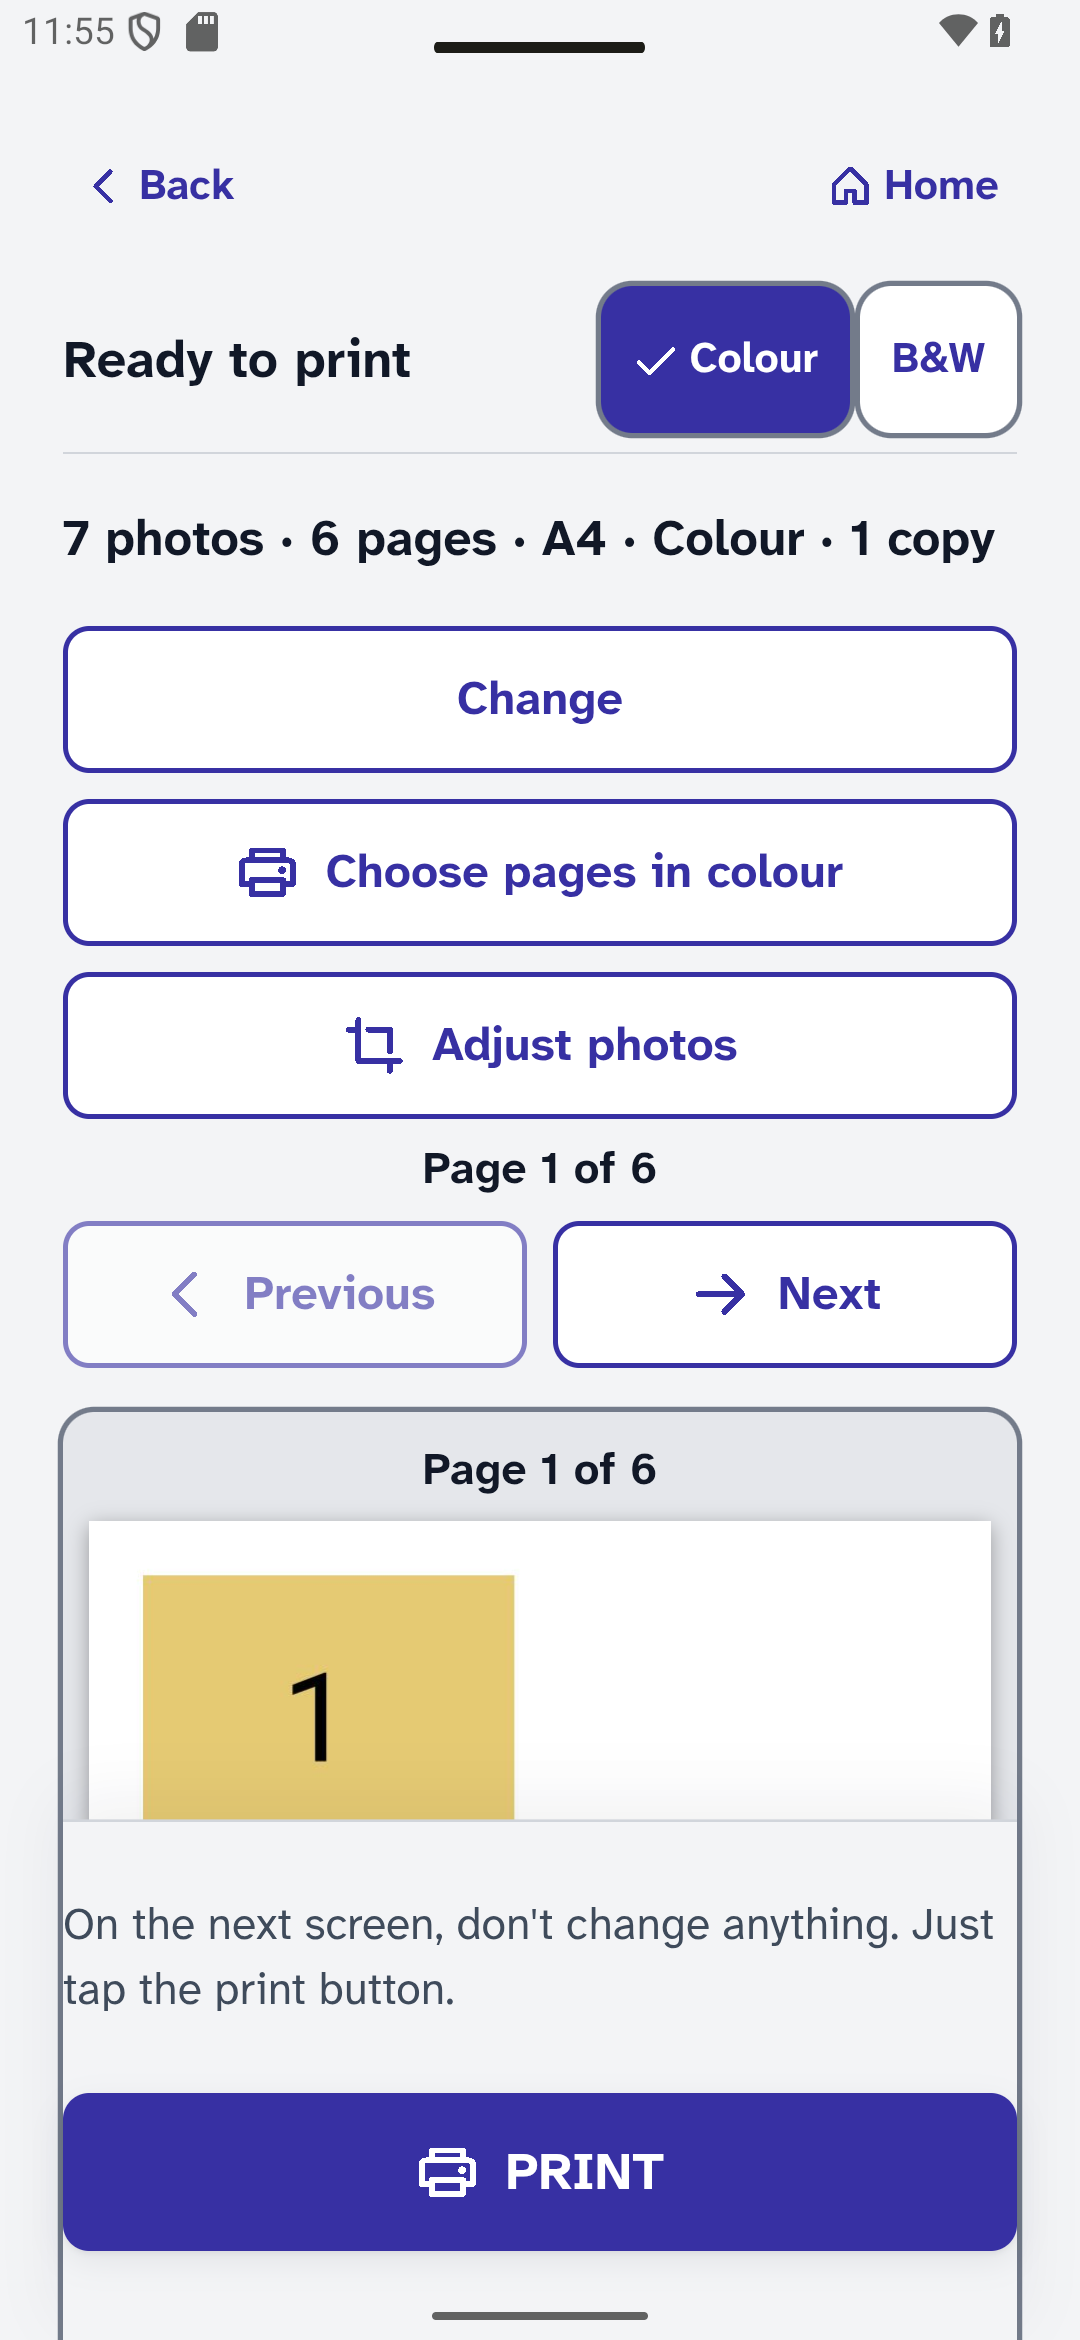 11:55
Back
Home
Ready to print
Colour
B&W
7 photos · 6 pages · A4 · Colour · 1 copy
Change
Choose pages in colour
Adjust photos
Page 1 of 6
Previous
Next
Page 1 of 6
1
On the next screen, don't change anything. Just
tap the print button.
PRINT